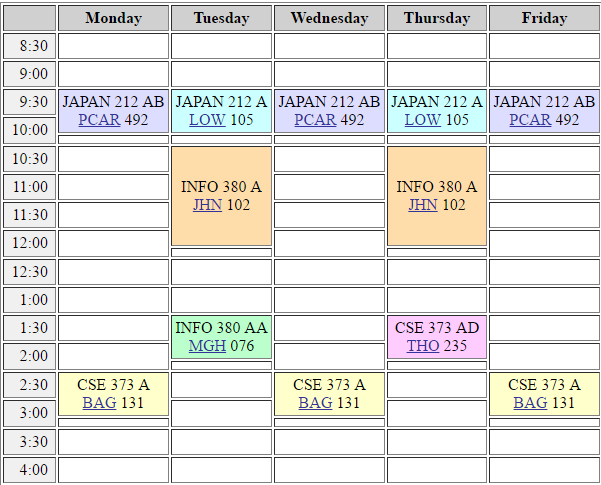 Monday Tuesday Wednesday Thursday Friday
8:30
9:00
9:30 JAPAN 212 AB JAPAN 212 A JAPAN 212 AB JAPAN 212 A JAPAN 212 AB
PCAR 492 LOW 105 PCAR 492 LOW 105 PCAR 492
10:00
10:30
11:00 INFO 380 A INFO 380 A
JHN 102 JHN 102
11:30
12:00
12:30
1:00
1:30 INFO 380 AA CSE 373 AD
MGH 076 THO 235
2:00
2:30 CSE 373 A CSE 373 A CSE 373 A
BAG 131 BAG 131 BAG 131
3:00
3:30
4:00